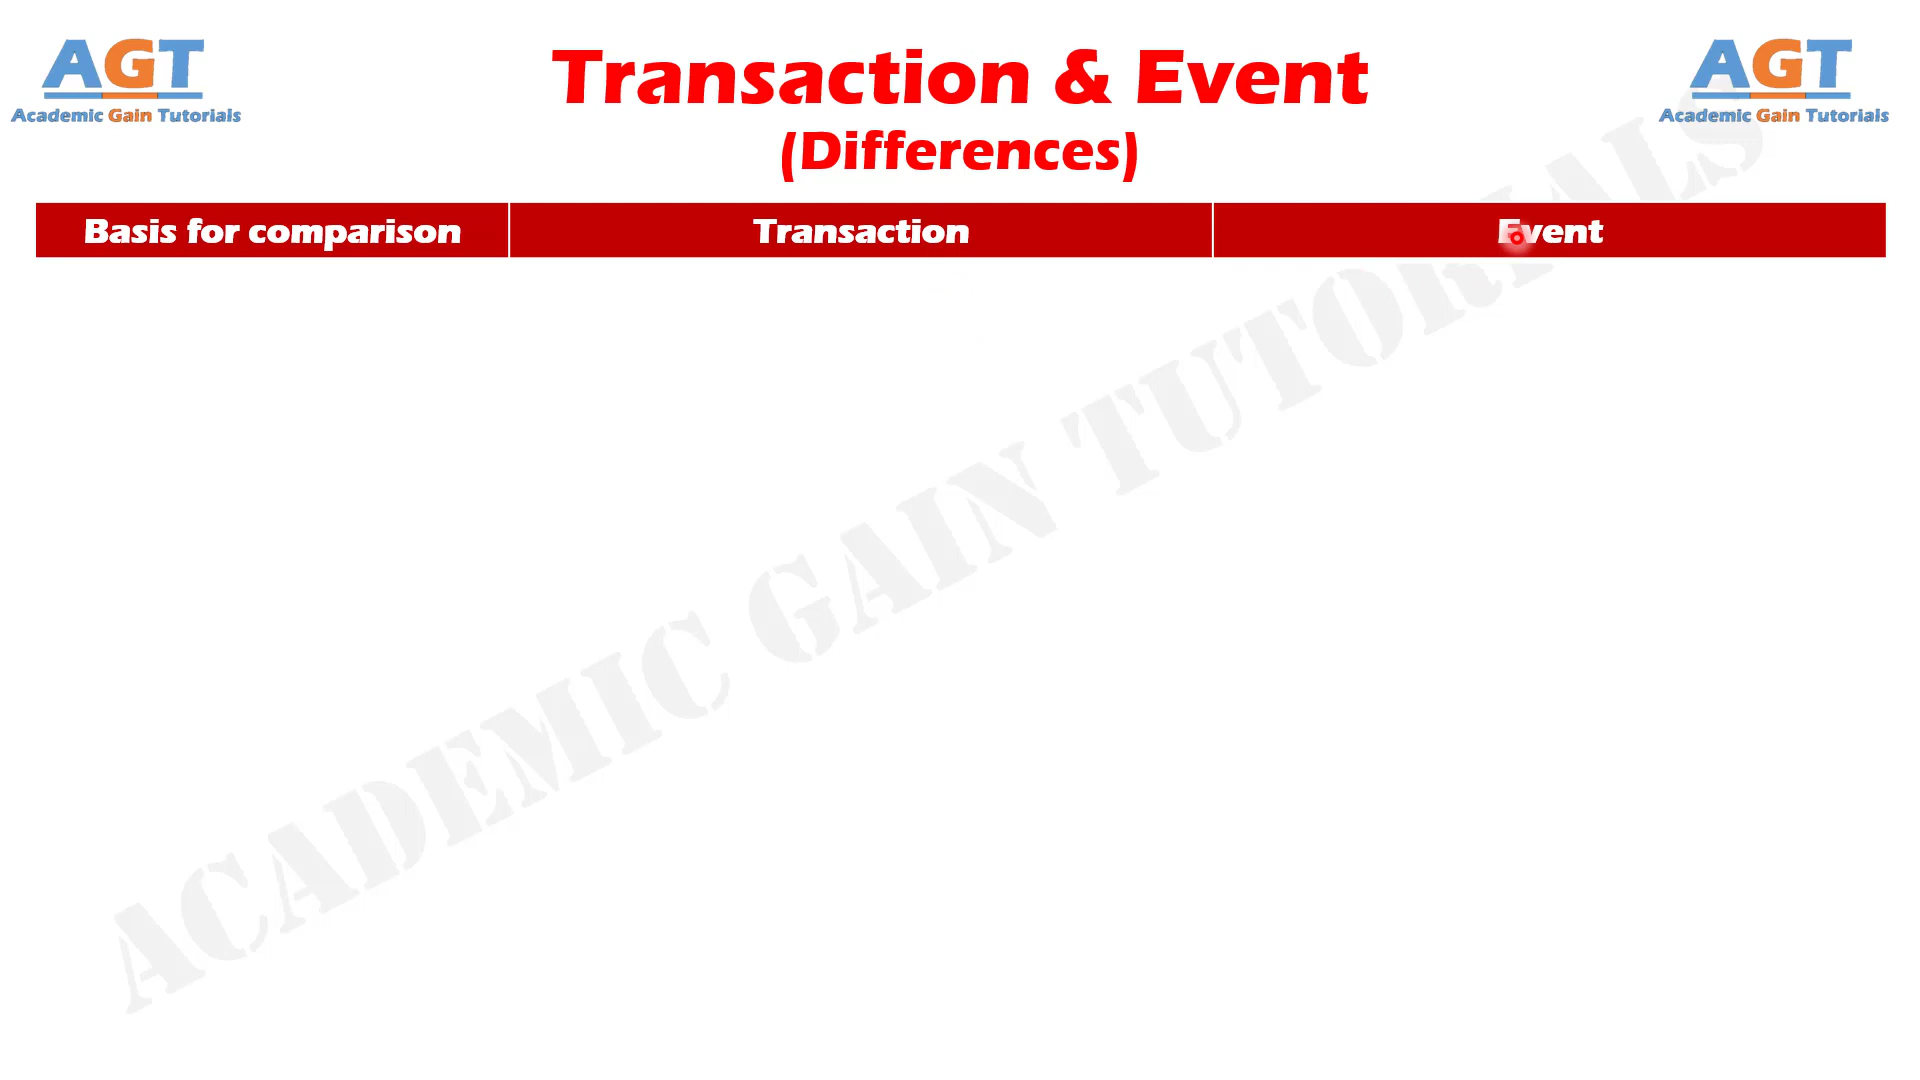 AGT
Academic Gain Tutorials
Transaction & Event
(Differences)
AGT
Academic Gain Tutorials
Basis for comparison Transaction Event
ACADEMIC GAIN TUTORIALS